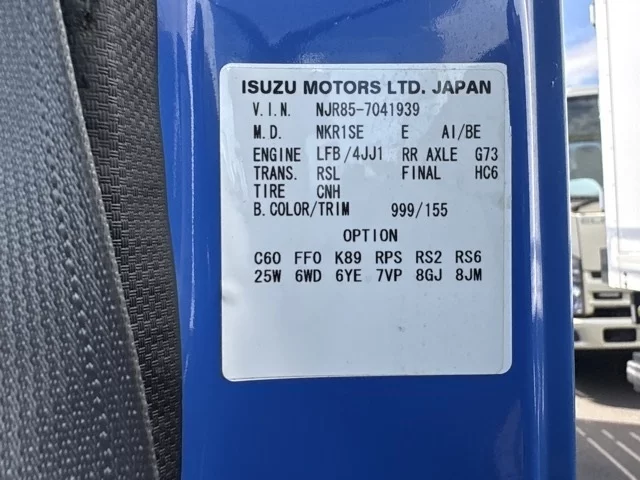 ISUZU MOTORS LTD. JAPAN
V.I.N. NJR85-7041939
M.D. NKR1SE E AI/BE
ENGINE LFB/4JJ1 RR AXLE G73
TRANS. RSL FINAL HC6
TIRE CNH
B.COLOR/TRIM 999/155
OPTION
C60 FF0 K89 RPS RS2 RS6
25W 6WD 6YE 7VP 8GJ 8JM